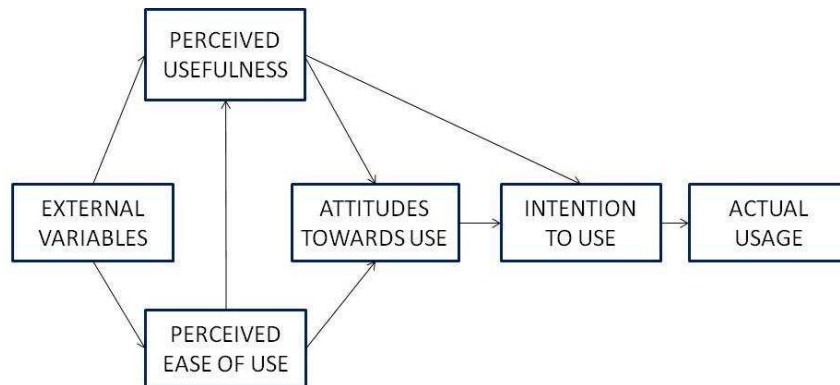 PERCEIVED
USEFULNESS
EXTERNAL
VARIABLES
ATTITUDES
TOWARDS USE
INTENTION
TO USE
ACTUAL
USAGE
PERCEIVED
EASE OF USE